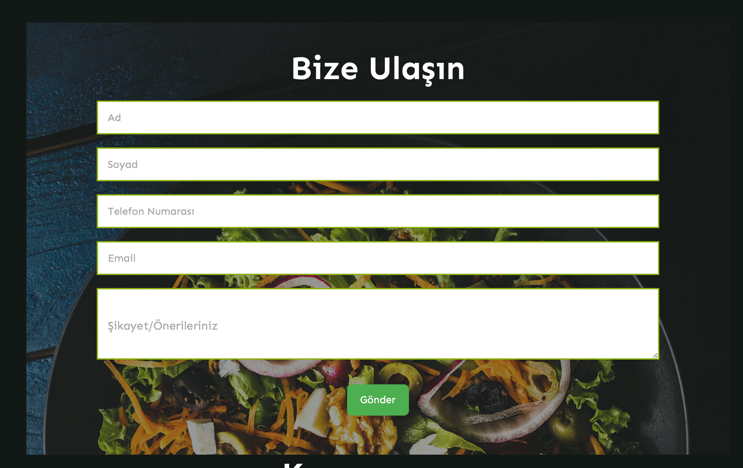 Bize Ulaşın
Ad
Soyad
Telefon Numarası
Email
Şikayet/Önerileriniz
Gönder